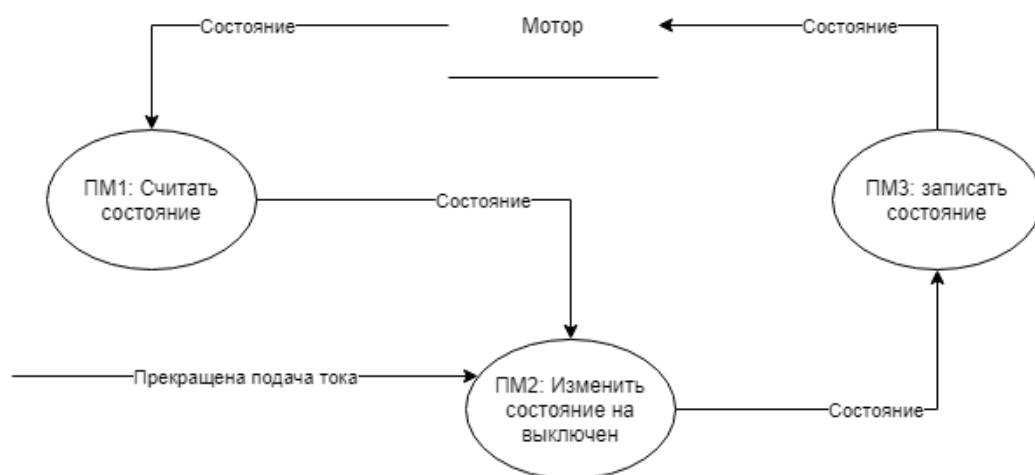 Состояние
Мотор
Состояние
ПМ1: Считать
состояние
ПМ3: записать
состояние
Состояние
Прекращена подача тока
ПМ2: Изменить
состояние на
выключен
Состояние